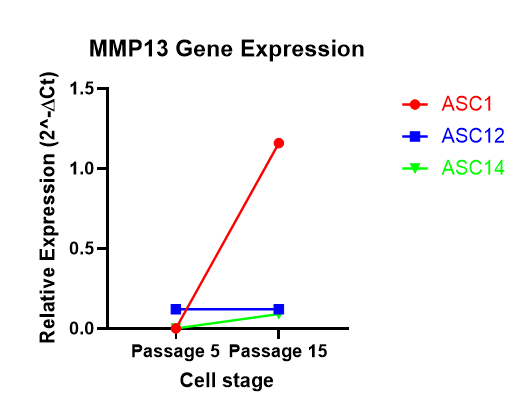 MMP13 Gene Expression
Relative Expression (2^-ΔCt)
1.5
1.0
0.5
0.0
Passage 5 Passage 15
Cell stage
ASC1
ASC12
ASC14